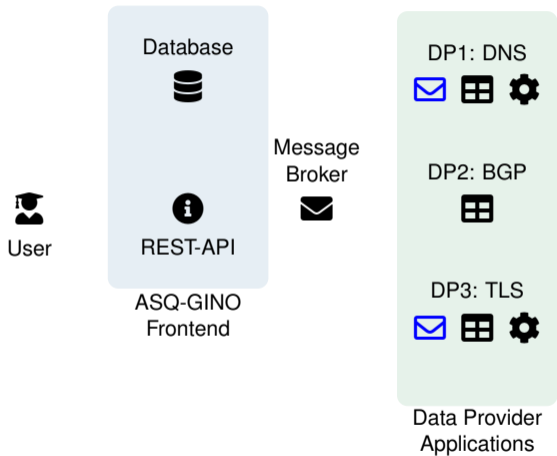 Database
REST-API
ASQ-GINO
Frontend
User
Message
Broker
DP1: DNS
DP2: BGP
DP3: TLS
Data Provider
Applications